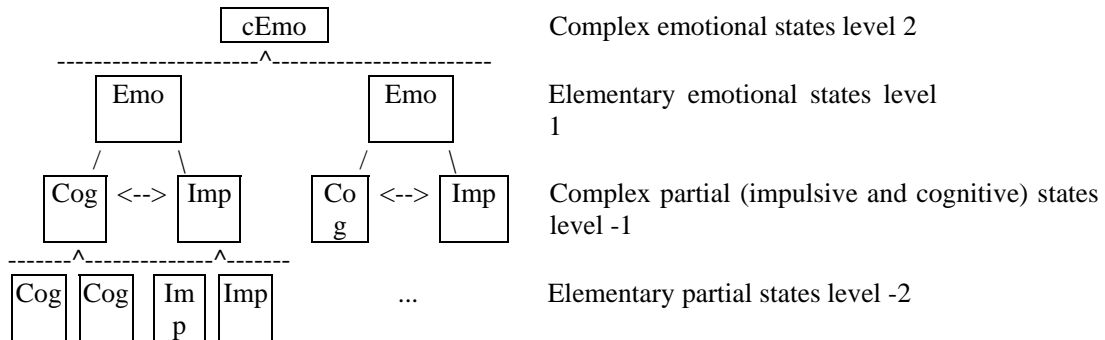 cEmo Complex emotional states level 2
----------------------^------------------------
Emo Emo Elementary emotional states level
1
/ \ / \
Cog <--> Imp Co <--> Imp Complex partial (impulsive and cognitive) states
g level -1
-------^--------------^-------
Cog Cog Im Imp ... Elementary partial states level -2
p